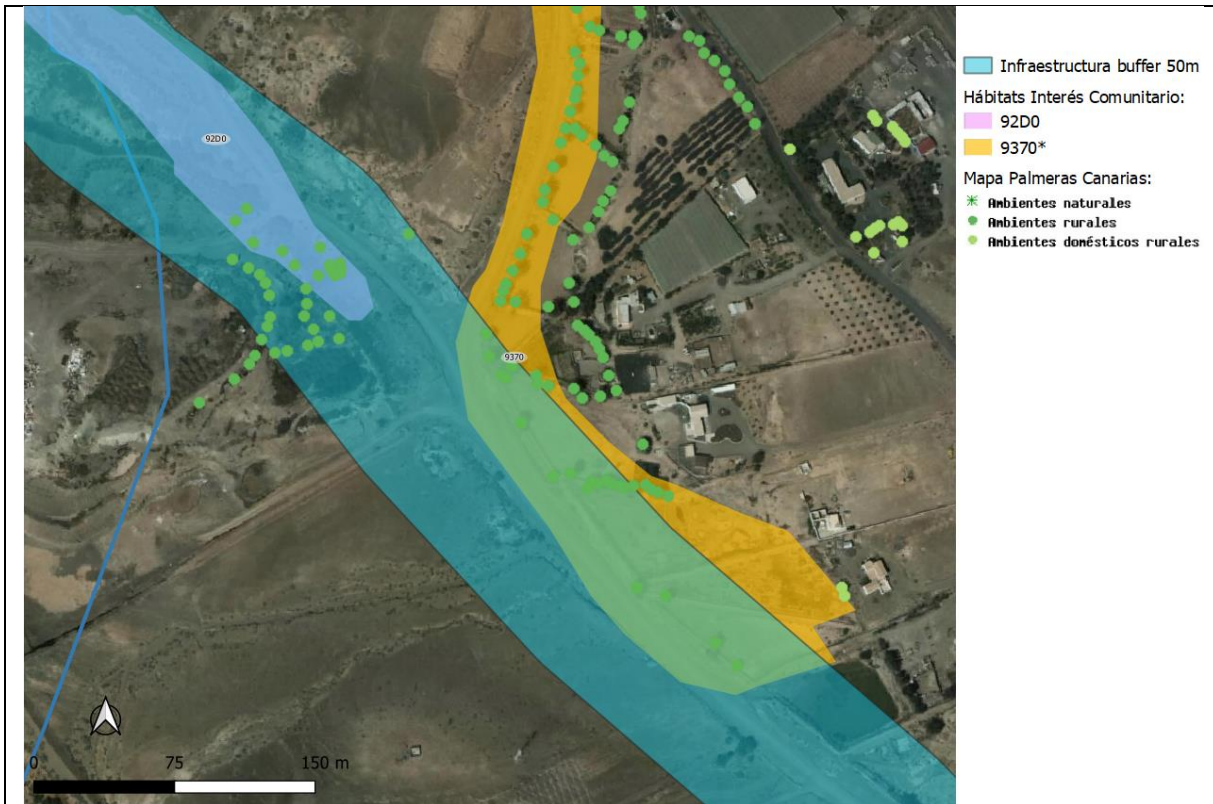 Infraestructura buffer 50m
Hábitats Interés Comunitario:
92D0
9370*
Mapa Palmeras Canarias:
Ambientes naturales
Ambientes rurales
Ambientes domésticos rurales
92D0
9370
0 75 150 m